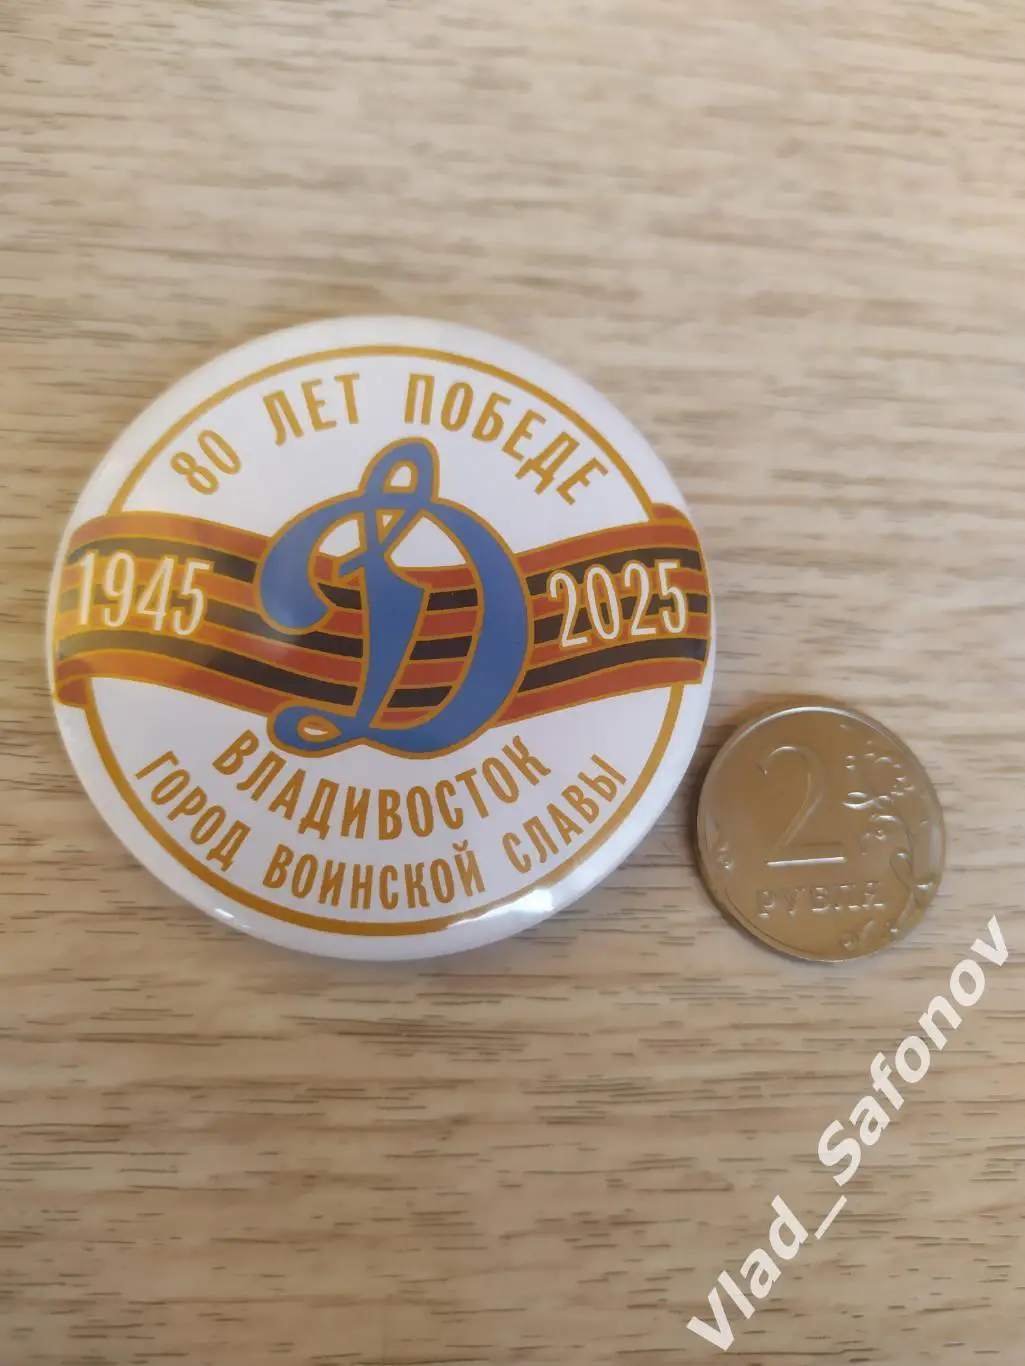 80 ЛЕТ ПОБЕДЕ
1945 Д 2025
ВЛАДИВОСТОК
ГОРОД ВОИНСКОЙ СЛАВЫ
2
РУБЛЯ
Vlad_Safonov